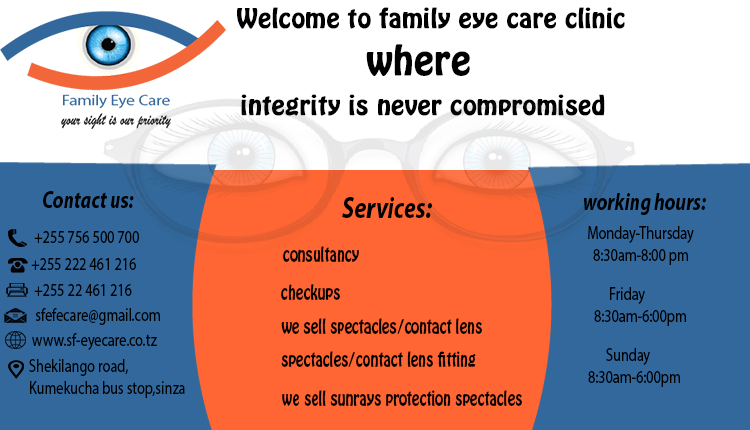 Welcome to family eye care clinic
where
integrity is never compromised
Family Eye Care
your sight is our priority
Contact us:
+255 756 500 700
+255 222 461 216
+255 22 461 216
sfefecare@gmail.com
www.sf-eyecare.co.tz
Shekilango road,
Kumekucha bus stop,sinza
Services:
consultancy
checkups
we sell spectacles/contact lens
spectacles/contact lens fitting
we sell sunrays protection spectacles
working hours:
Monday-Thursday
8:30am-8:00 pm
Friday
8:30am-6:00pm
Sunday
8:30am-6:00pm